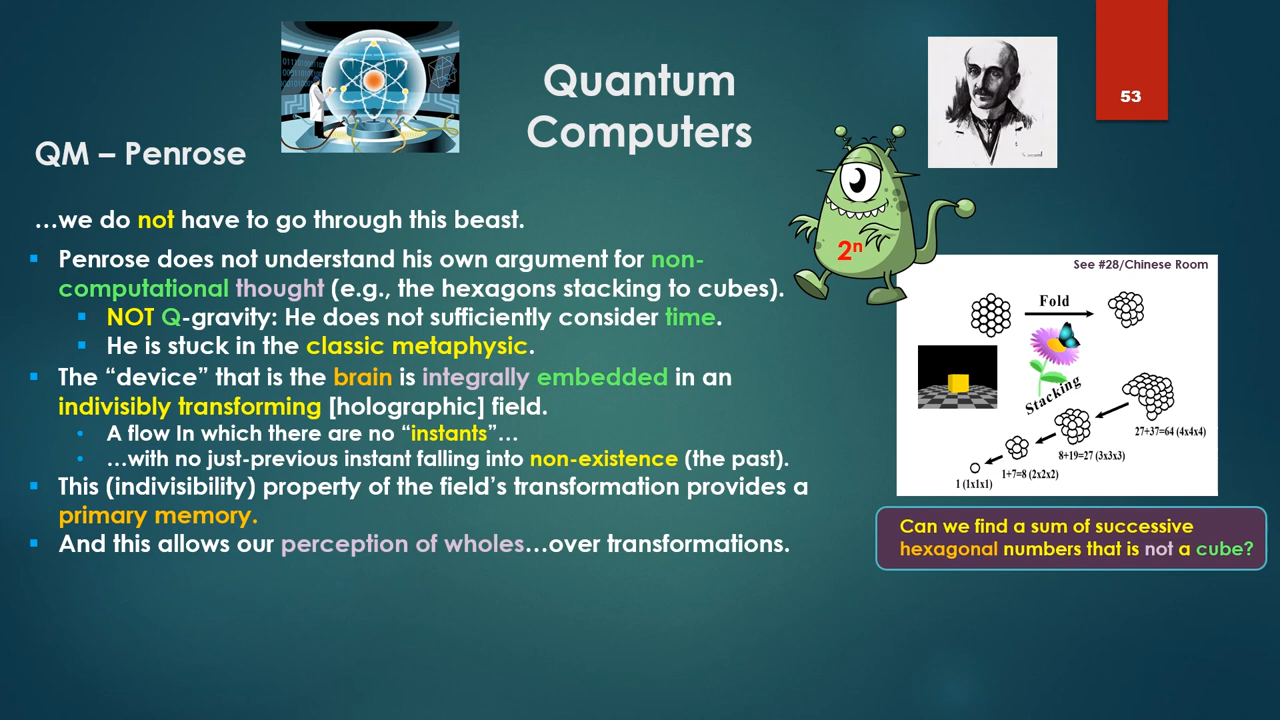 Quantum
Computers
53
QM – Penrose
…we do not have to go through this beast.
2ⁿ
Penrose does not understand his own argument for non-
computational thought (e.g., the hexagons stacking to cubes).
NOT Q-gravity: He does not sufficiently consider time.
He is stuck in the classic metaphysic.
The “device” that is the brain is integrally embedded in an
indivisibly transforming [holographic] field.
A flow In which there are no “instants”…
…with no just-previous instant falling into non-existence (the past).
This (indivisibility) property of the field’s transformation provides a
primary memory.
And this allows our perception of wholes…over transformations.
See #28/Chinese Room
Fold
Stacking
27+37=64 (4x4x4)
8+19=27 (3x3x3)
1+7=8 (2x2x2)
1 (1x1x1)
Can we find a sum of successive
hexagonal numbers that is not a cube?